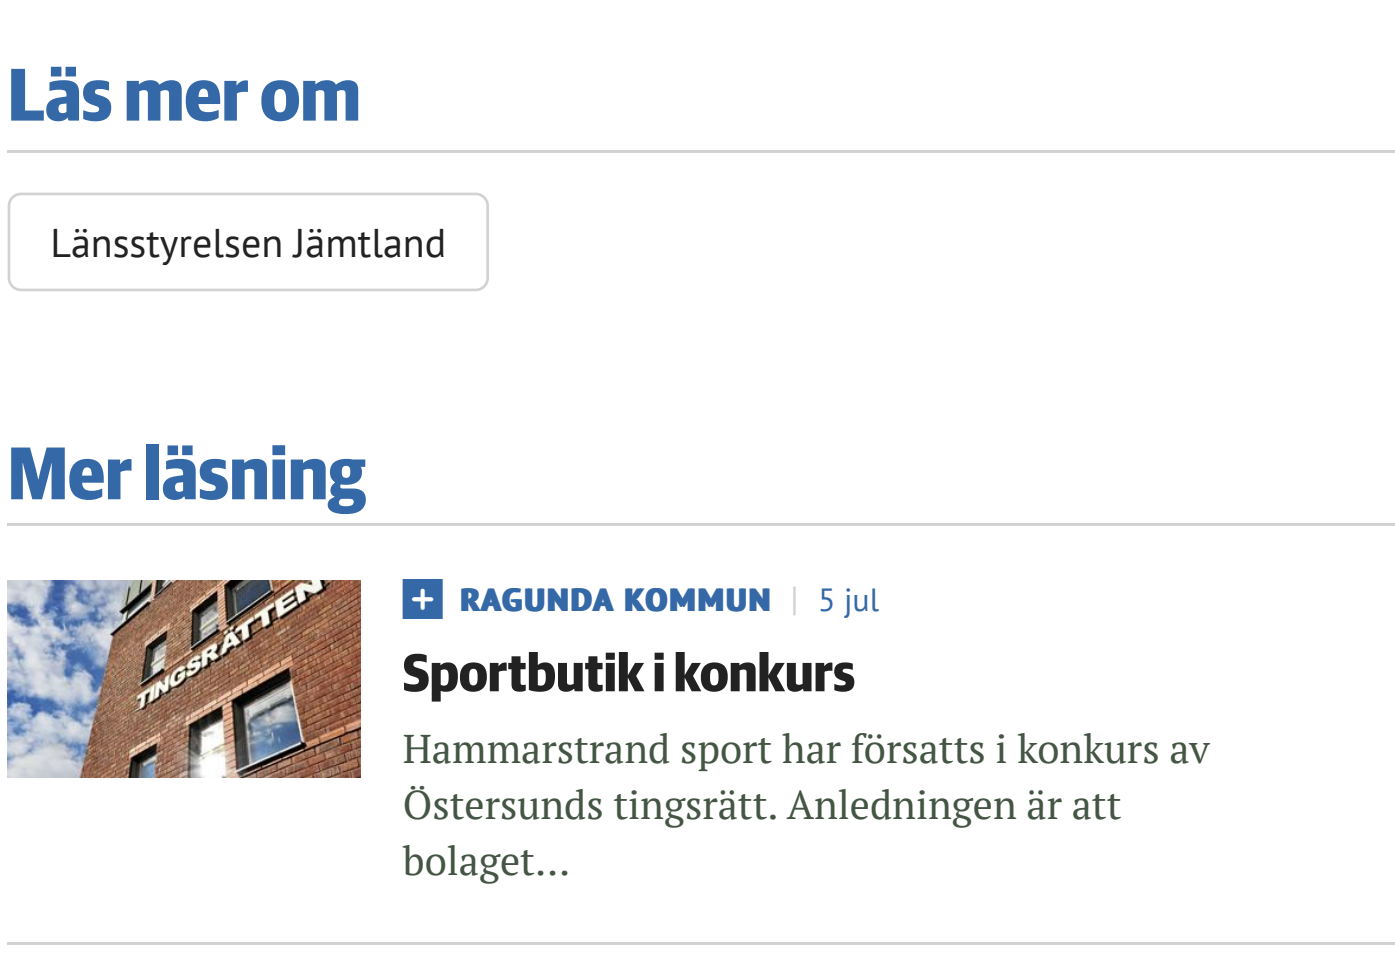 Läs mer om
Länsstyrelsen Jämtland
Mer läsning
TINGSRÄTTEN
+ RAGUNDA KOMMUN | 5 jul
Sportbutik i konkurs
Hammarstrand sport har försatts i konkurs av
Östersunds tingsrätt. Anledningen är att
bolaget...